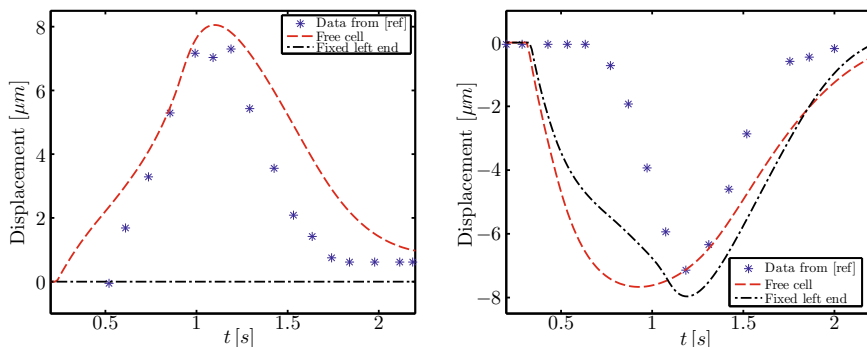 8
6
4
2
0
Displacement [μm]
0.5
1
1.5
2
t [s]
Data from [ref]
Free cell
Fixed left end
0
−2
−4
−6
−8
Displacement [μm]
0.5
1
1.5
2
t [s]
Data from [ref]
Free cell
Fixed left end